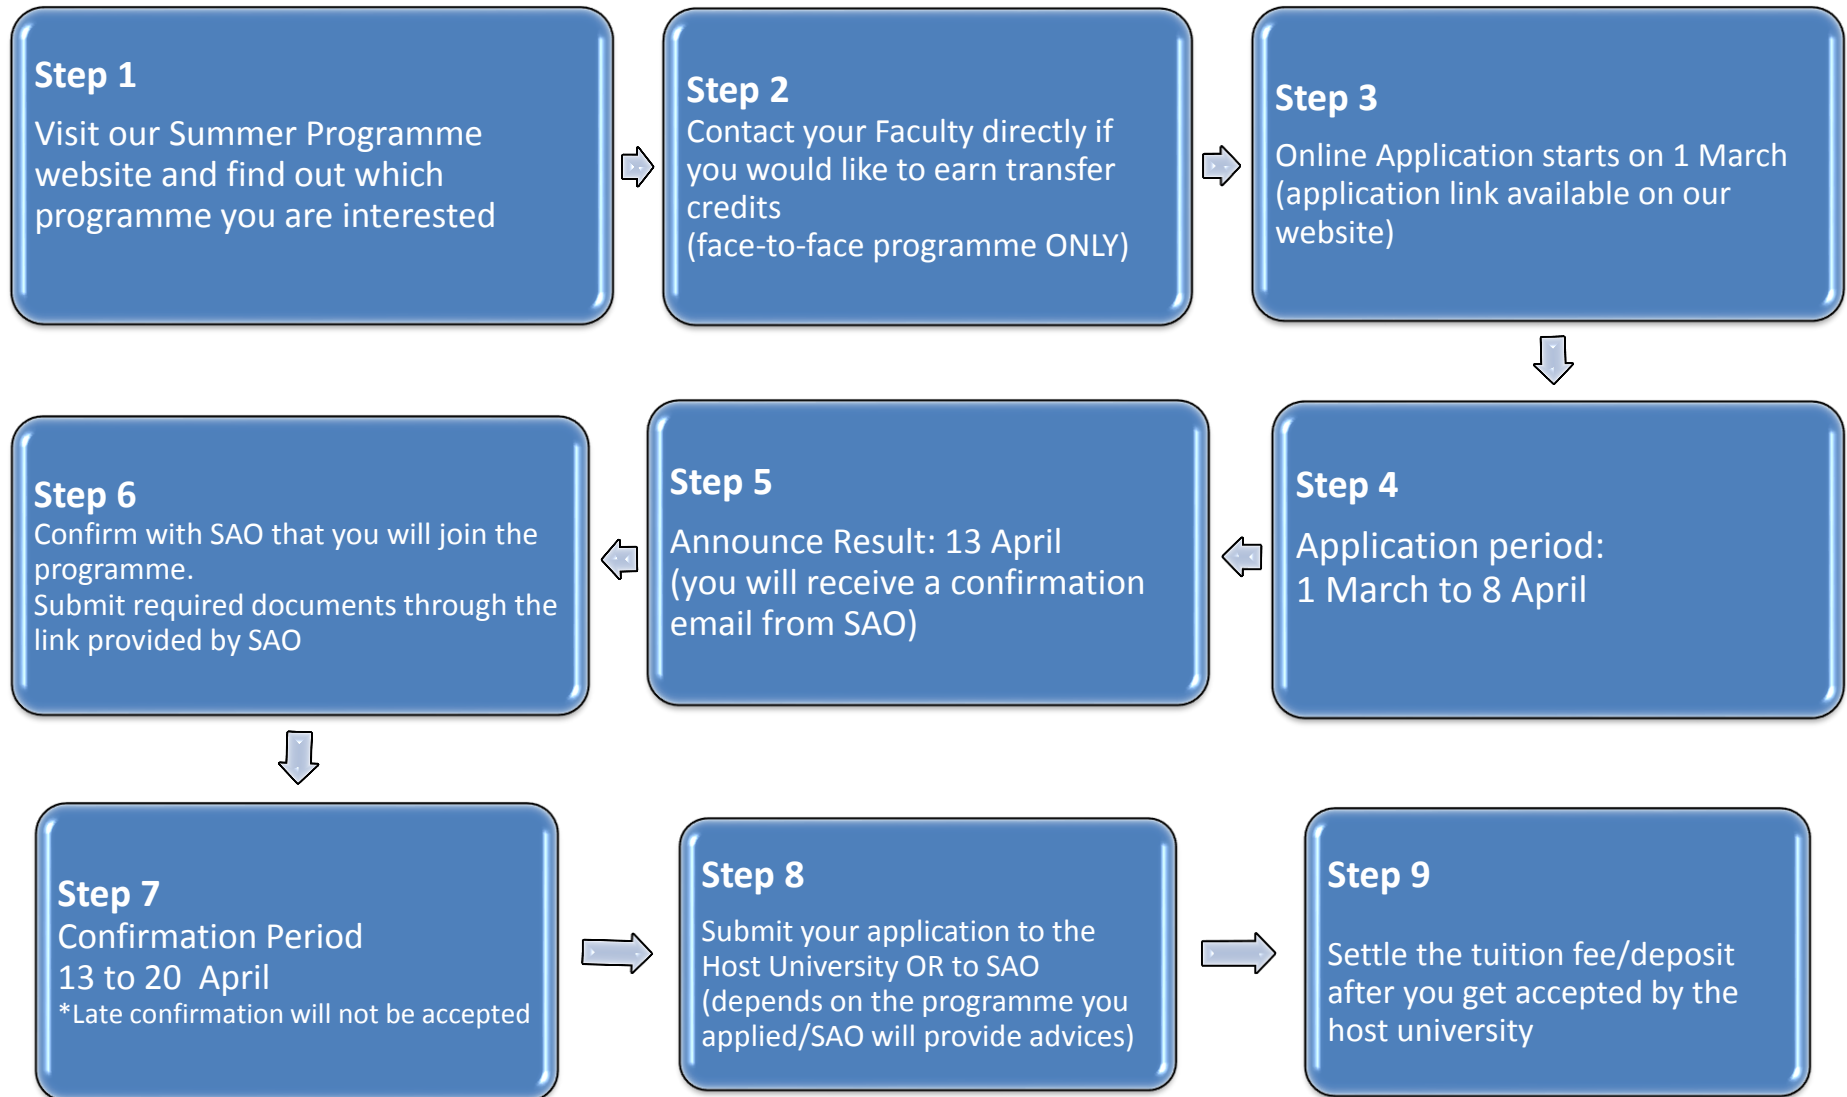 Step 1
Visit our Summer Programme
website and find out which
programme you are interested
Step 2
Contact your Faculty directly if
you would like to earn transfer
credits
(face-to-face programme ONLY)
Step 3
Online Application starts on 1 March
(application link available on our
website)
Step 4
Application period:
1 March to 8 April
Step 5
Announce Result: 13 April
(you will receive a confirmation
email from SAO)
Step 6
Confirm with SAO that you will join the
programme.
Submit required documents through the
link provided by SAO
Step 7
Confirmation Period
13 to 20  April
*Late confirmation will not be accepted
Step 8
Submit your application to the
Host University OR to SAO
(depends on the programme you
applied/SAO will provide advices)
Step 9
Settle the tuition fee/deposit
after you get accepted by the
host university